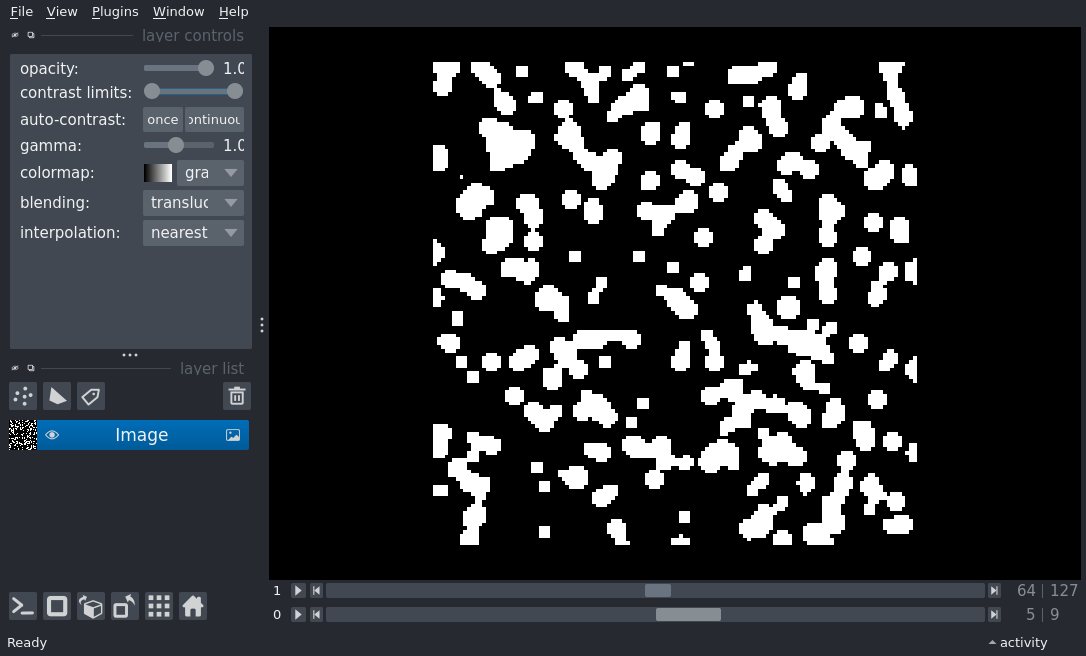 File View Plugins Window Help
layer controls
opacity: 1.0
contrast limits:
auto-contrast: once ontinuou
gamma: 1.0
colormap: gra
blending: transluc
interpolation: nearest
layer list
Image
1 64 | 127
0 5 | 9
Ready activity